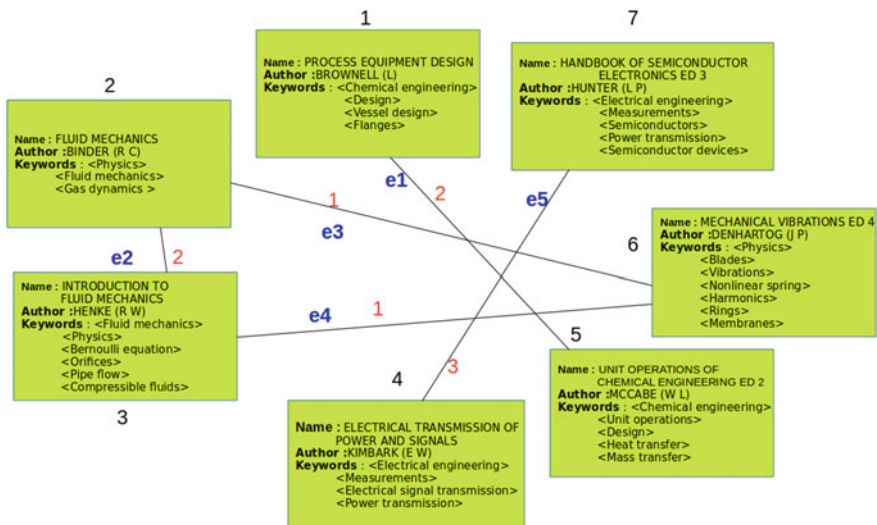 1
Name : PROCESS EQUIPMENT DESIGN
Author :BROWNELL (L)
Keywords : <Chemical engineering>
<Design>
<Vessel design>
<Flanges>
7
Name : HANDBOOK OF SEMICONDUCTOR
ELECTRONICS ED 3
Author :HUNTER (L P)
Keywords : <Electrical engineering>
<Measurements>
<Semiconductors>
<Power transmission>
<Semiconductor devices>
2
Name : FLUID MECHANICS
Author :BINDER (R C)
Keywords : <Physics>
<Fluid mechanics>
<Gas dynamics >
e1
2
e5
1
e3
e2
2
6
Name : MECHANICAL VIBRATIONS ED 4
Author :DENHARTOG (J P)
Keywords : <Physics>
<Blades>
<Vibrations>
<Nonlinear spring>
<Harmonics>
<Rings>
<Membranes>
Name : INTRODUCTION TO
FLUID MECHANICS
Author :HENKE (R W)
Keywords : <Fluid mechanics>
<Physics>
<Bernoulli equation>
<Orifices>
<Pipe flow>
<Compressible fluids>
3
e4
1
5
Name : UNIT OPERATIONS OF
CHEMICAL ENGINEERING ED 2
Author :MCCABE (W L)
Keywords : <Chemical engineering>
<Unit operations>
<Design>
<Heat transfer>
<Mass transfer>
4
3
Name : ELECTRICAL TRANSMISSION OF
POWER AND SIGNALS
Author :KIMBARK (E W)
Keywords : <Electrical engineering>
<Measurements>
<Electrical signal transmission>
<Power transmission>